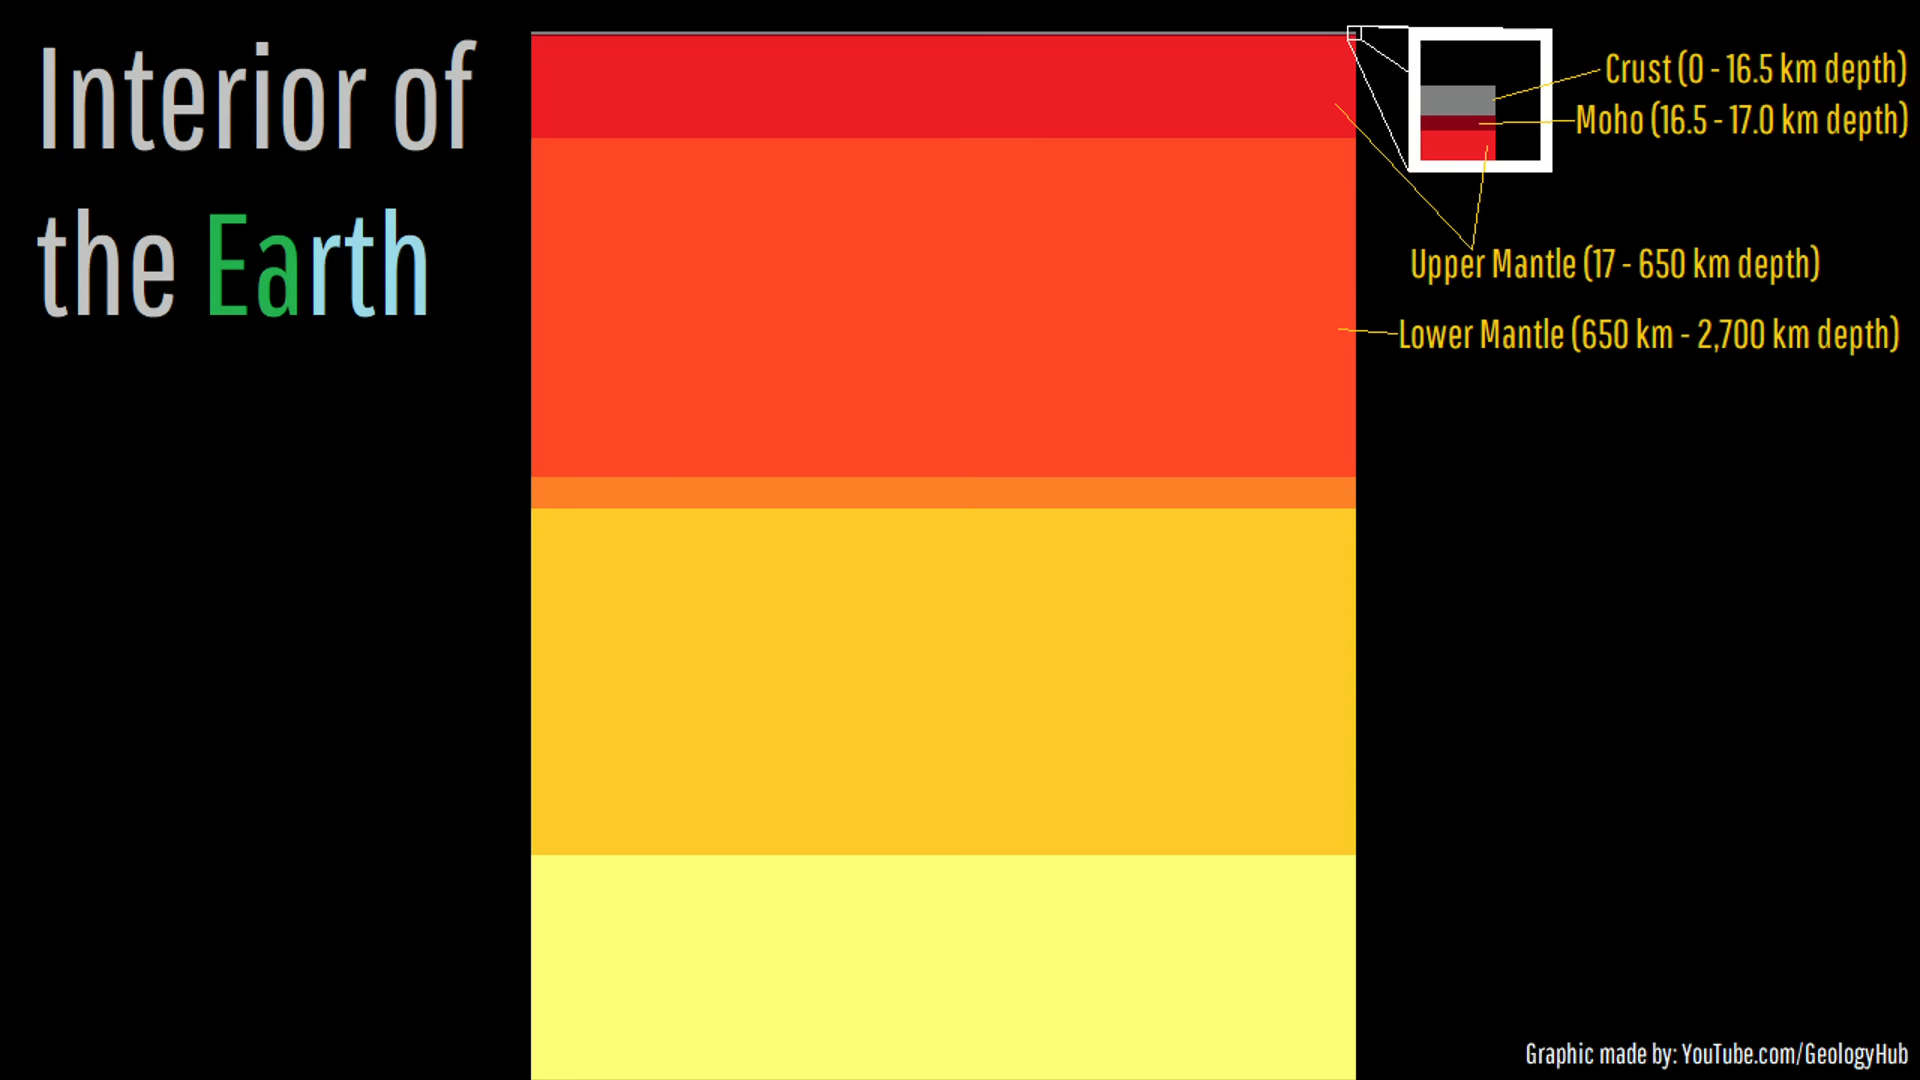 Interior of
the Earth
Crust (0 - 16.5 km depth)
Moho (16.5 - 17.0 km depth)
Upper Mantle (17 - 650 km depth)
Lower Mantle (650 km - 2,700 km depth)
Graphic made by: YouTube.com/GeologyHub